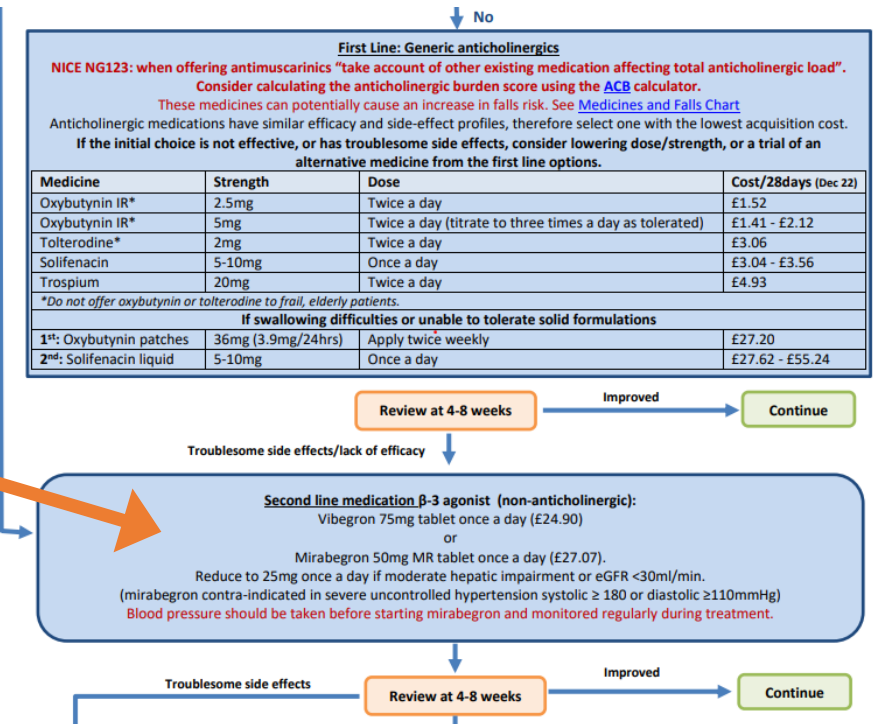 No
First Line: Generic anticholinergics
NICE NG123: when offering antimuscarinics “take account of other existing medication affecting total anticholinergic load”.
Consider calculating the anticholinergic burden score using the ACB calculator.
These medicines can potentially cause an increase in falls risk. See Medicines and Falls Chart
Anticholinergic medications have similar efficacy and side-effect profiles, therefore select one with the lowest acquisition cost.
If the initial choice is not effective, or has troublesome side effects, consider lowering dose/strength, or a trial of an
alternative medicine from the first line options.
Medicine Strength Dose Cost/28days (Dec 22)
Oxybutynin IR* 2.5mg Twice a day £1.52
Oxybutynin IR* 5mg Twice a day (titrate to three times a day as tolerated) £1.41 - £2.12
Tolterodine* 2mg Twice a day £3.06
Solifenacin 5-10mg Once a day £3.04 - £3.56
Trospium 20mg Twice a day £4.93
*Do not offer oxybutynin or tolterodine to frail, elderly patients.
If swallowing difficulties or unable to tolerate solid formulations
1st: Oxybutynin patches 36mg (3.9mg/24hrs) Apply twice weekly £27.20
2nd: Solifenacin liquid 5-10mg Once a day £27.62 - £55.24
Review at 4-8 weeks
Improved
Continue
Troublesome side effects/lack of efficacy
Second line medication β-3 agonist (non-anticholinergic):
Vibegron 75mg tablet once a day (£24.90)
or
Mirabegron 50mg MR tablet once a day (£27.07).
Reduce to 25mg once a day if moderate hepatic impairment or eGFR <30ml/min.
(mirabegron contra-indicated in severe uncontrolled hypertension systolic ≥ 180 or diastolic ≥110mmHg)
Blood pressure should be taken before starting mirabegron and monitored regularly during treatment.
Troublesome side effects
Review at 4-8 weeks
Improved
Continue